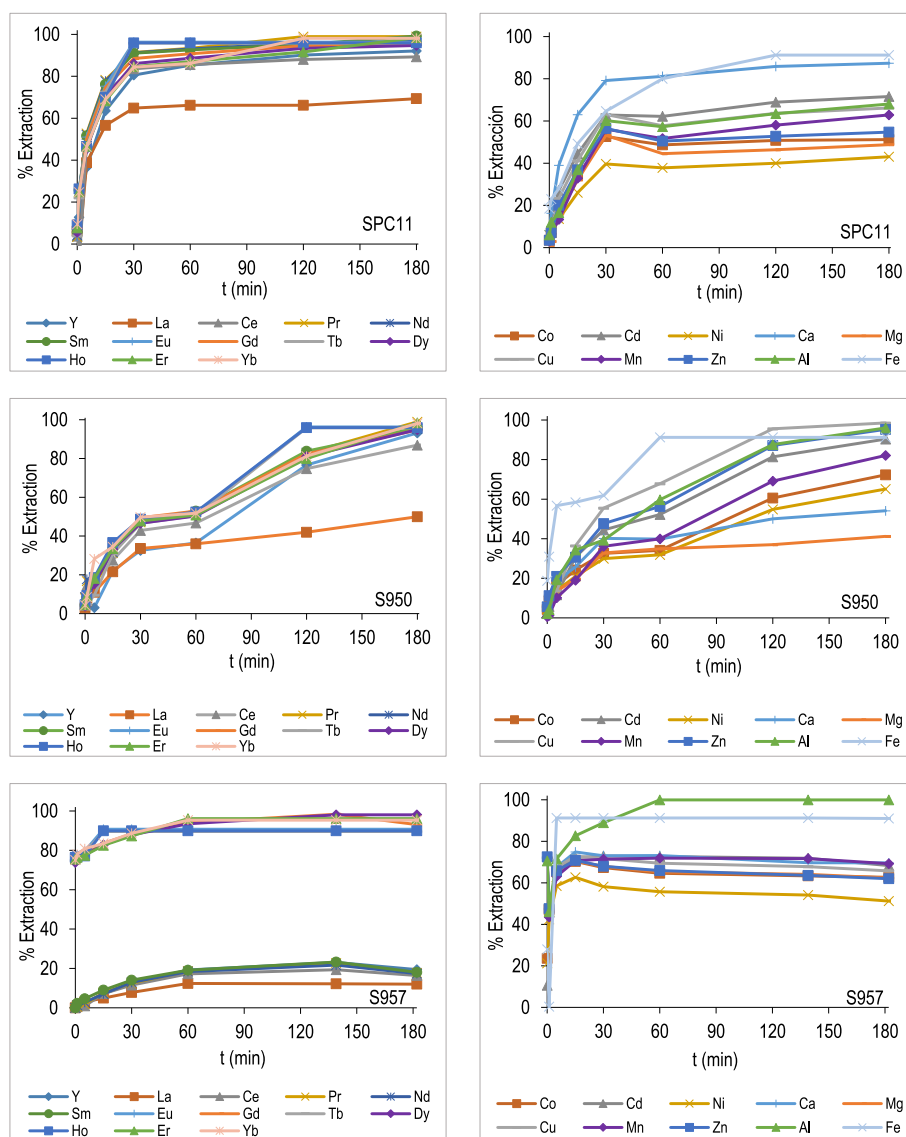 100
80
60
40
20
0
% Extraction
SPC11
0 30 60 90 120 150 180
t (min)
Y La Ce Pr Nd
Sm Eu Gd Tb Dy
Ho Er Yb
100
80
60
40
20
0
% Extracción
SPC11
0 30 60 90 120 150 180
t (min)
Co Cd Ni Ca Mg
Cu Mn Zn Al Fe
100
80
60
40
20
0
% Extraction
S950
0 30 60 90 120 150 180
t (min)
Y La Ce Pr Nd
Sm Eu Gd Tb Dy
Ho Er Yb
100
80
60
40
20
0
% Extraction
S950
0 30 60 90 120 150 180
t (min)
Co Cd Ni Ca Mg
Cu Mn Zn Al Fe
100
80
60
40
20
0
% Extraction
S957
0 30 60 90 120 150 180
t (min)
Y La Ce Pr Nd
Sm Eu Gd Tb Dy
Ho Er Yb
100
80
60
40
20
0
% Extraction
S957
0 30 60 90 120 150 180
t (min)
Co Cd Ni Ca Mg
Cu Mn Zn Al Fe